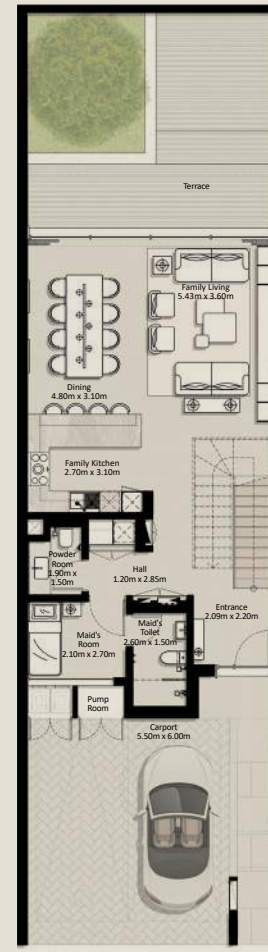 Terrace
Family Living
5.43m x 3.60m
Dining
4.80m x 3.10m
Family Kitchen
2.70m x 3.10m
Powder
Room
1.90m x
1.50m
Hall
1.20m x 2.85m
Entrance
2.09m x 2.20m
Maid's
Toilet
2.60m x 1.50m
Maid's
Room
2.10m x 2.70m
Pump
Room
Carport
5.50m x 6.00m